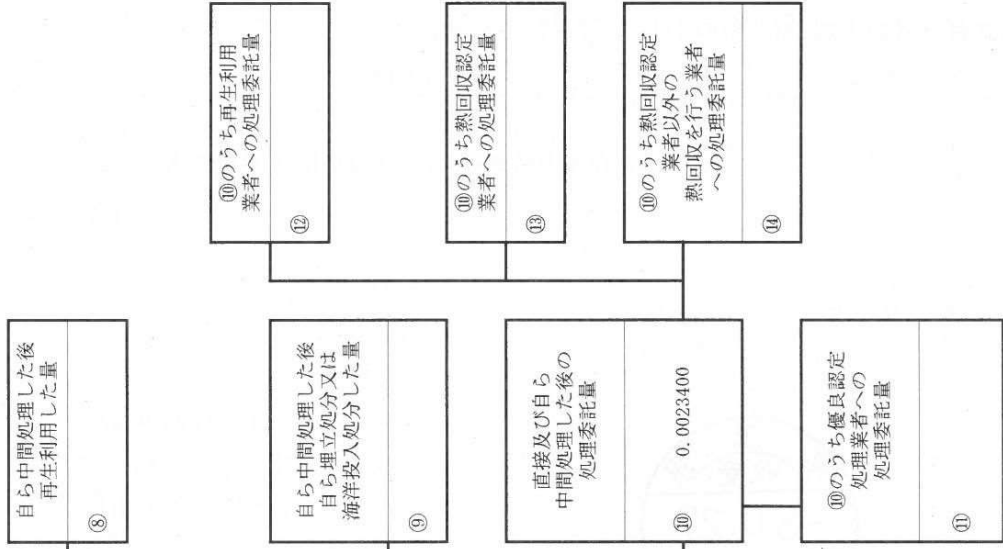 自ら中間処理した後
再生利用した量
⑧
自ら中間処理した後
自ら埋立処分又は
海洋投入処分した量
⑨
直接及び自ら
中間処理した後の
処理委託量
⑩
0.0023400
⑩のうち優良認定
処理業者への
処理委託量
⑪
⑩のうち再生利用
業者への処理委託量
⑫
⑩のうち熱回収認定
業者への処理委託量
⑬
⑩のうち熱回収認定
業者以外の
熱回収を行う業者
への処理委託量
⑭